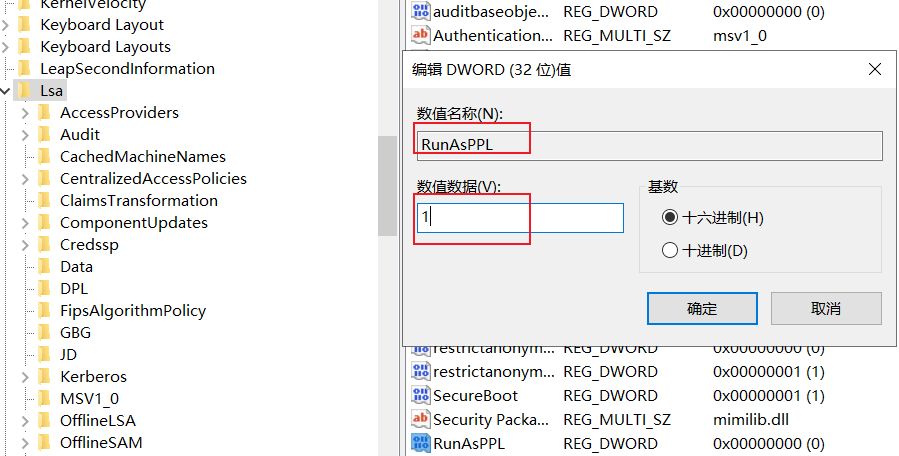 KernelVelocity
Keyboard Layout
Keyboard Layouts
LeapSecondInformation
Lsa
AccessProviders
Audit
CachedMachineNames
CentralizedAccessPolicies
ClaimsTransformation
ComponentUpdates
Credssp
Data
DPL
FipsAlgorithmPolicy
GBG
JD
Kerberos
MSV1_0
OfflineLSA
OfflineSAM
auditbaseobje... REG_DWORD 0x00000000 (0)
Authentication... REG_MULTI_SZ msv1_0
编辑 DWORD (32 位)值
数值名称(N):
RunAsPPL
数值数据(V):
1
基数
十六进制(H)
十进制(D)
确定
取消
restrictanonym... REG_DWORD 0x00000000 (0)
restrictanonym... REG_DWORD 0x00000001 (1)
SecureBoot REG_DWORD 0x00000001 (1)
Security Packa... REG_MULTI_SZ mimilib.dll
RunAsPPL REG_DWORD 0x00000000 (0)